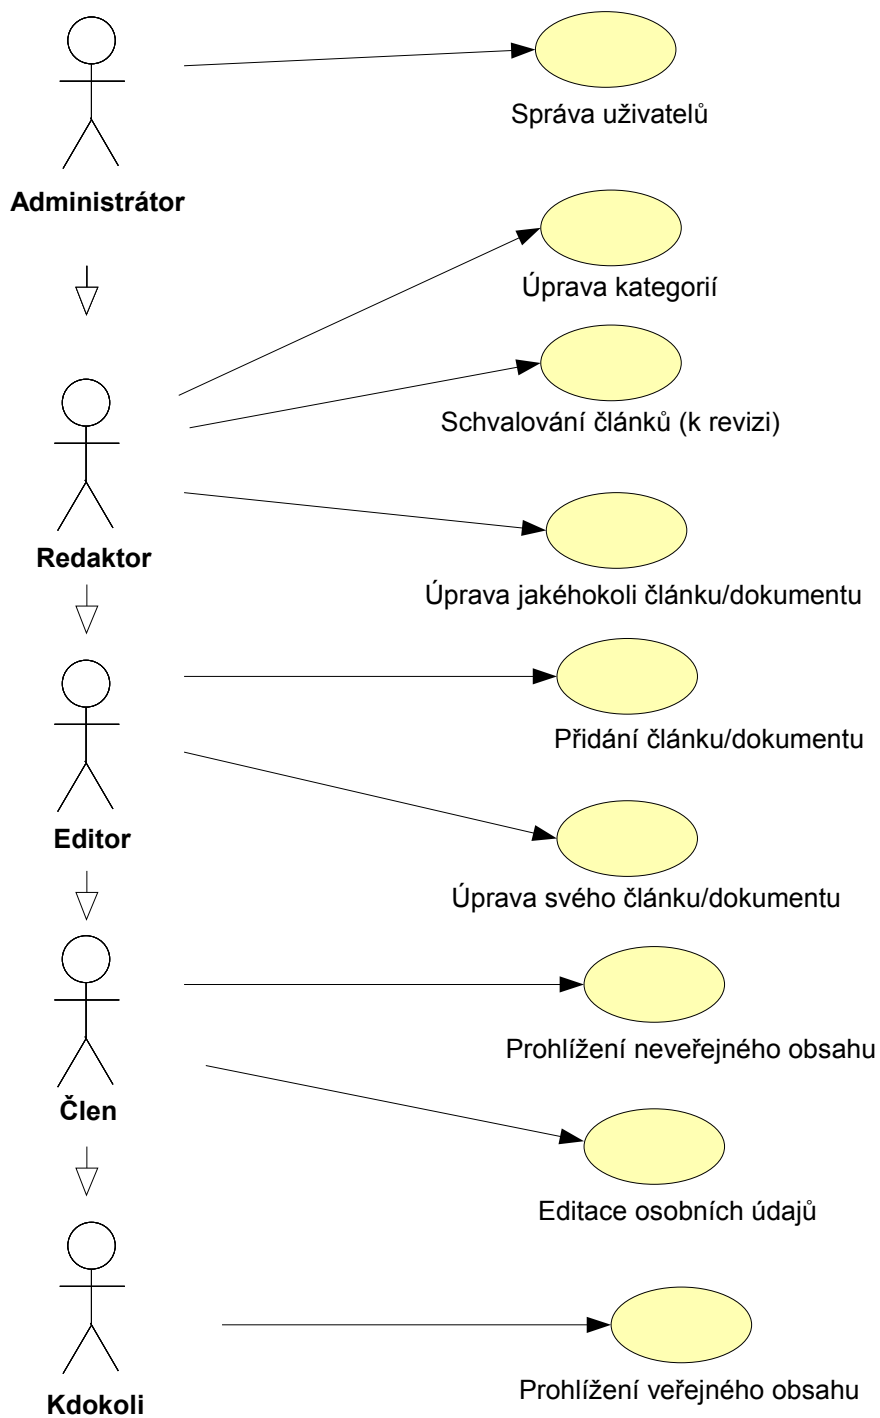 Správa uživatelů
Administrátor
Úprava kategorií
Schvalování článků (k revizi)
Redaktor
Úprava jakéhokoli článku/dokumentu
Přidání článku/dokumentu
Editor
Úprava svého článku/dokumentu
Prohlížení neveřejného obsahu
Člen
Editace osobních údajů
Prohlížení veřejného obsahu
Kdokoli